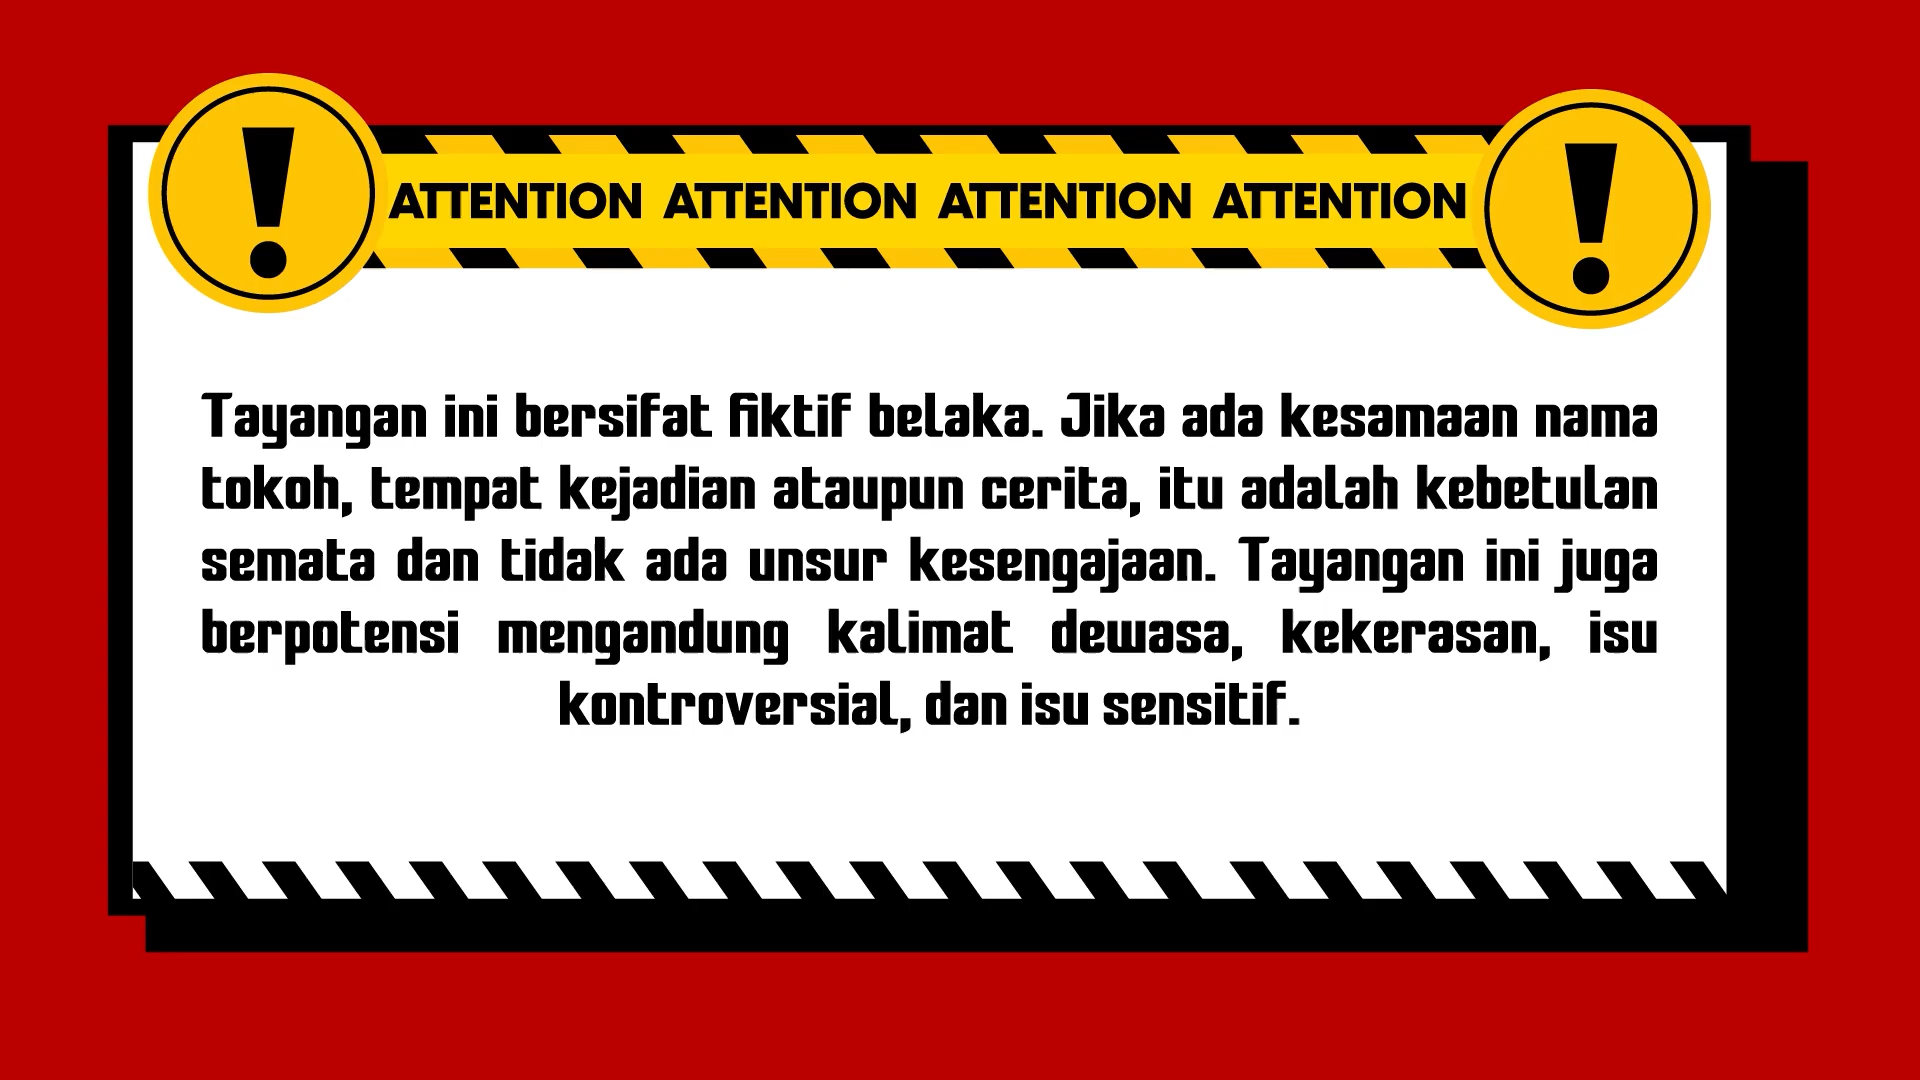 ATTENTION ATTENTION ATTENTION ATTENTION
Tayangan ini bersifat fiktif belaka. Jika ada kesamaan nama
tokoh, tempat kejadian ataupun cerita, itu adalah kebetulan
semata dan tidak ada unsur kesengajaan. Tayangan ini juga
berpotensi mengandung kalimat dewasa, kekerasan, isu
kontroversial, dan isu sensitif.